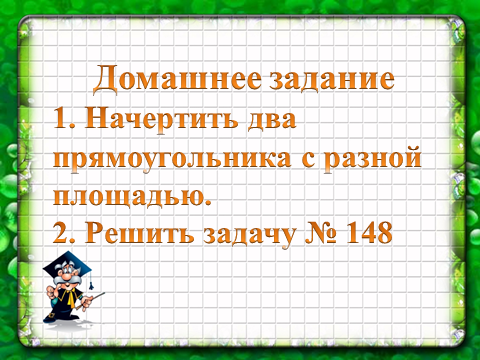 Домашнее задание
1. Начертить два
прямоугольника с разной
площадью.
2. Решить задачу № 148